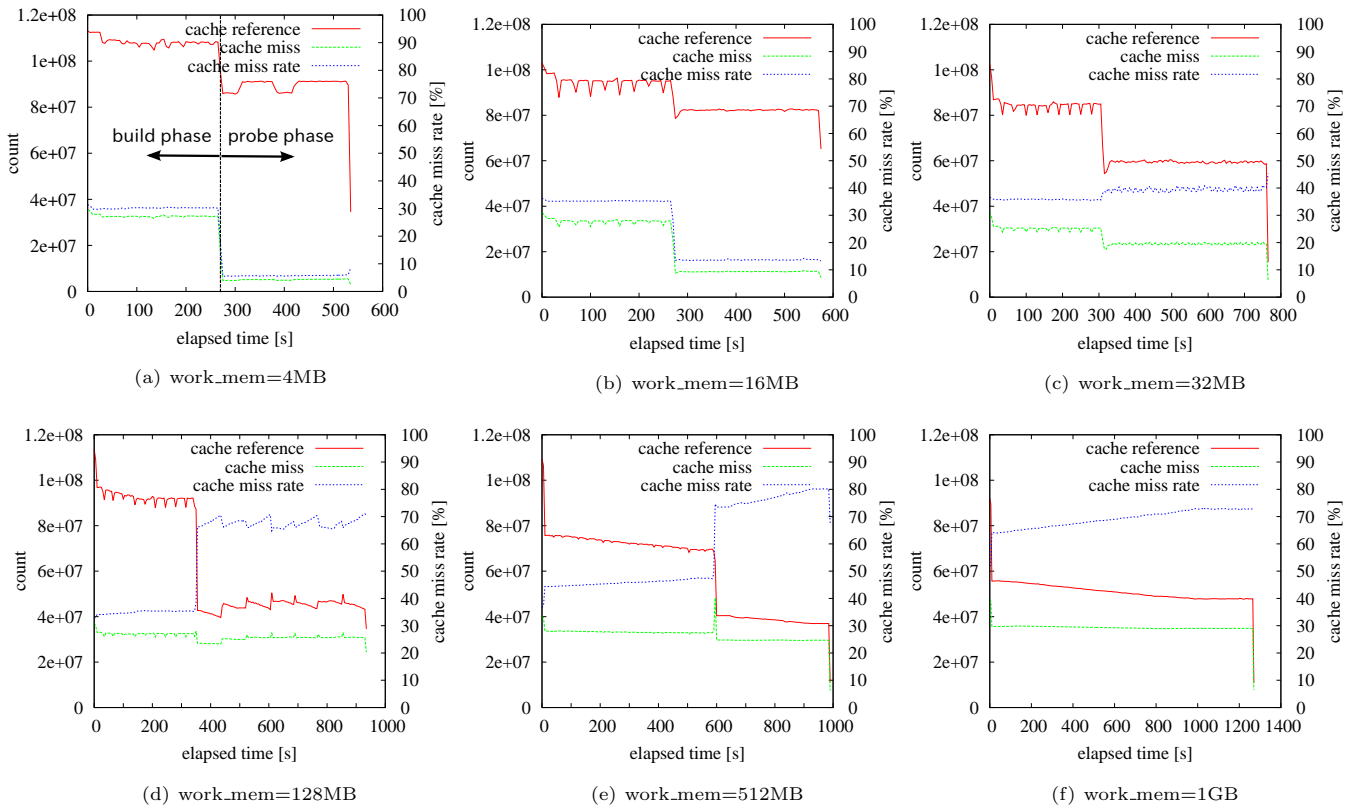 1.2e+08
1e+08
8e+07
6e+07
4e+07
2e+07
0
count
100
90
80
70
60
50
40
30
20
10
0
cache miss rate [%]
cache reference
cache miss
cache miss rate
build phase
probe phase
0 100 200 300 400 500 600
elapsed time [s]
(a) work_mem=4MB
1.2e+08
1e+08
8e+07
6e+07
4e+07
2e+07
0
count
100
90
80
70
60
50
40
30
20
10
0
cache miss rate [%]
cache reference
cache miss
cache miss rate
0 100 200 300 400 500 600
elapsed time [s]
(b) work_mem=16MB
1.2e+08
1e+08
8e+07
6e+07
4e+07
2e+07
0
count
100
90
80
70
60
50
40
30
20
10
0
cache miss rate [%]
cache reference
cache miss
cache miss rate
0 100 200 300 400 500 600 700 800
elapsed time [s]
(c) work_mem=32MB
1.2e+08
1e+08
8e+07
6e+07
4e+07
2e+07
0
count
100
90
80
70
60
50
40
30
20
10
0
cache miss rate [%]
cache reference
cache miss
cache miss rate
0 200 400 600 800 1000
elapsed time [s]
(d) work_mem=128MB
1.2e+08
1e+08
8e+07
6e+07
4e+07
2e+07
0
count
100
90
80
70
60
50
40
30
20
10
0
cache miss rate [%]
cache reference
cache miss
cache miss rate
0 100 200 300 400 500 600 700 800 900 1000
elapsed time [s]
(e) work_mem=512MB
1.2e+08
1e+08
8e+07
6e+07
4e+07
2e+07
0
count
100
90
80
70
60
50
40
30
20
10
0
cache miss rate [%]
cache reference
cache miss
cache miss rate
0 200 400 600 800 1000 1200 1400
elapsed time [s]
(f) work_mem=1GB